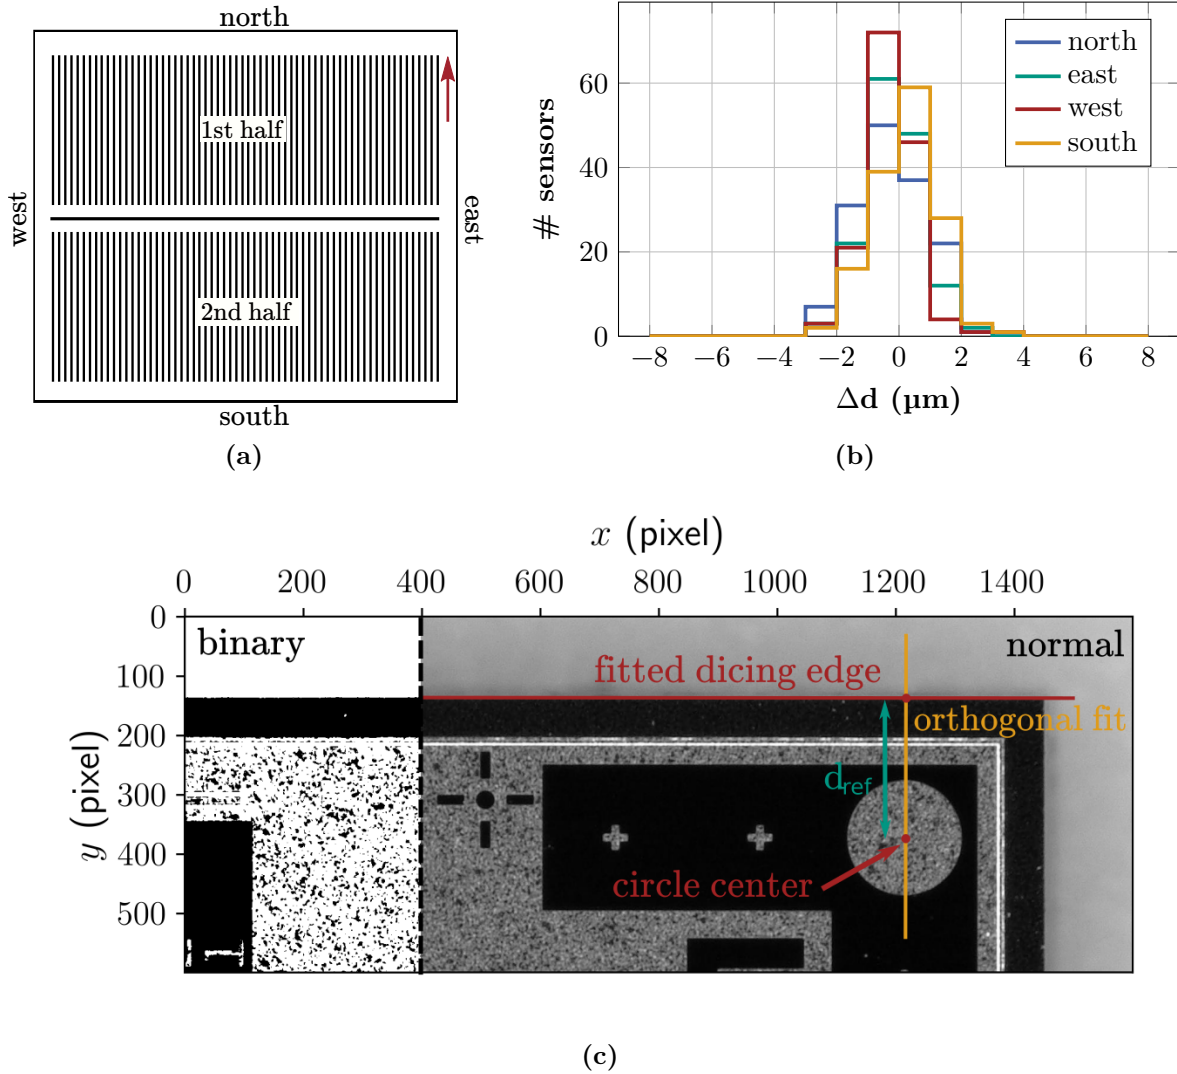 north
1st half
west
east
2nd half
south
(a)
# sensors
60
40
20
0
−8 −6 −4 −2 0 2 4 6 8
Δd (µm)
north
east
west
south
(b)
x (pixel)
0 200 400 600 800 1000 1200 1400
y (pixel)
0
100
200
300
400
500
binary
normal
fitted dicing edge
orthogonal fit
dref
circle center
(c)